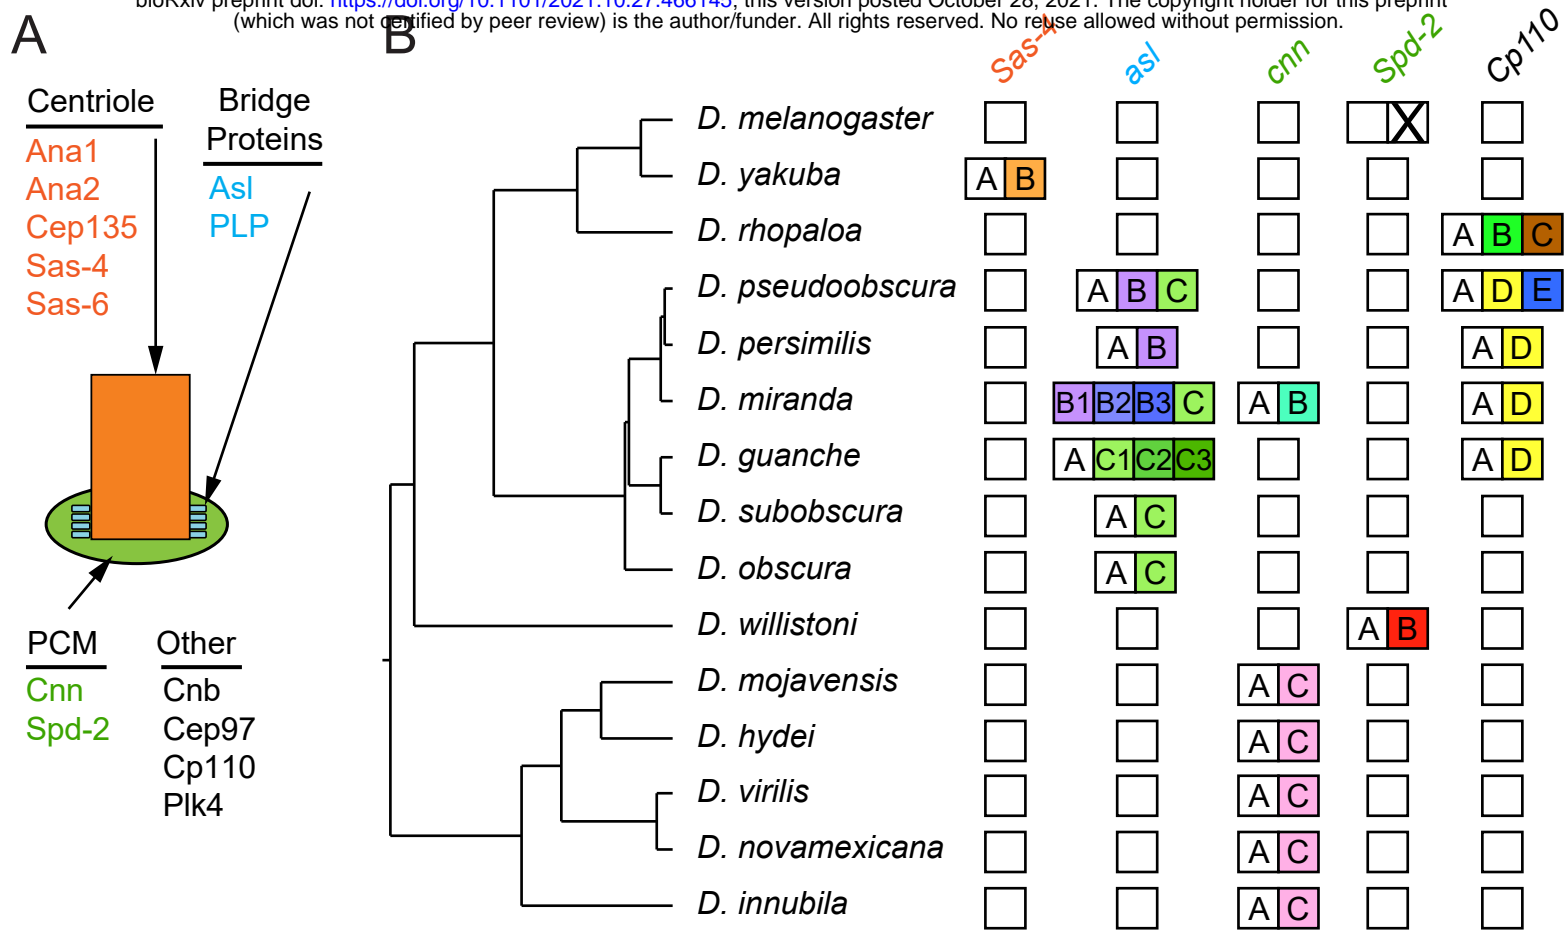 bioRxiv preprint doi: https://doi.org/10.1101/2021.10.27.466145; this version posted October 28, 2021. The copyright holder for this preprint
(which was not certified by peer review) is the author/funder. All rights reserved. No reuse allowed without permission.
A
Centriole
Ana1
Ana2
Cep135
Sas-4
Sas-6
Bridge
Proteins
Asl
PLP
PCM
Cnn
Spd-2
Other
Cnb
Cep97
Cp110
Plk4
B
Sas-4 asl cnn Spd-2 Cp110
D. melanogaster X
D. yakuba A B
D. rhopaloa A B C
D. pseudoobscura A B C A D E
D. persimilis A B A D
D. miranda B1 B2 B3 C A B A D
D. guanche A C1 C2 C3 A D
D. subobscura A C
D. obscura A C
D. willistoni A B
D. mojavensis A C
D. hydei A C
D. virilis A C
D. novamexicana A C
D. innubila A C